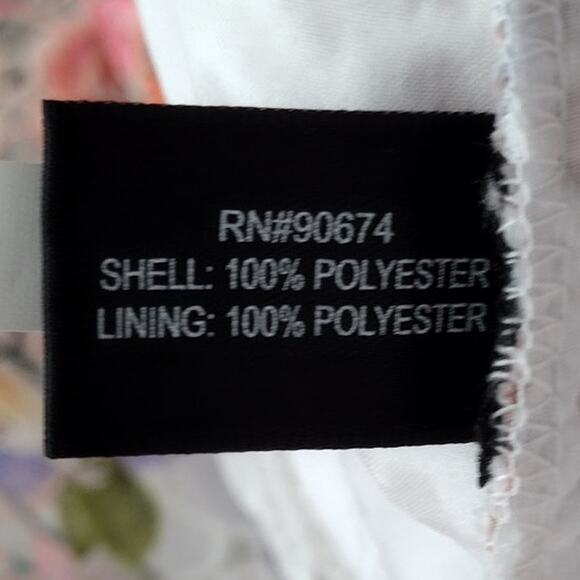 RN#90674
SHELL: 100% POLYESTER
LINING: 100% POLYESTER